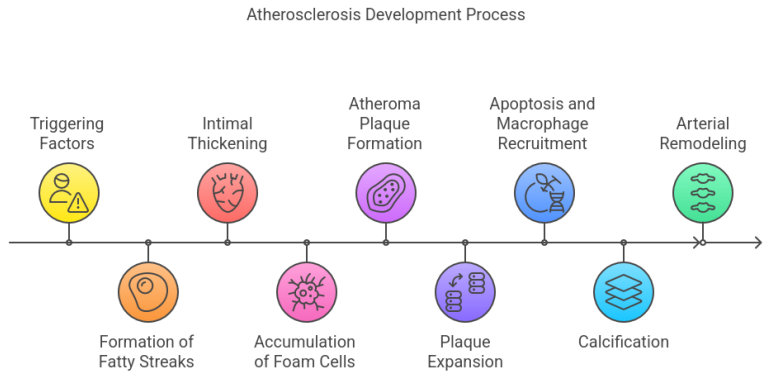 Atherosclerosis Development Process
Triggering
Factors
Formation of
Fatty Streaks
Intimal
Thickening
Accumulation
of Foam Cells
Atheroma
Plaque
Formation
Plaque
Expansion
Apoptosis and
Macrophage
Recruitment
Calcification
Arterial
Remodeling